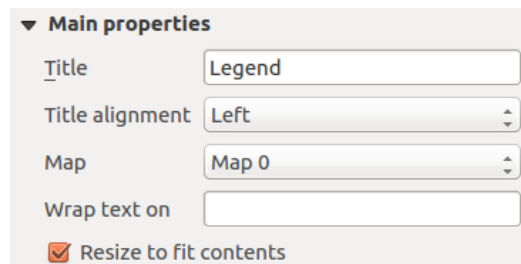 Main properties
Title Legend
Title alignment Left
Map Map 0
Wrap text on
Resize to fit contents